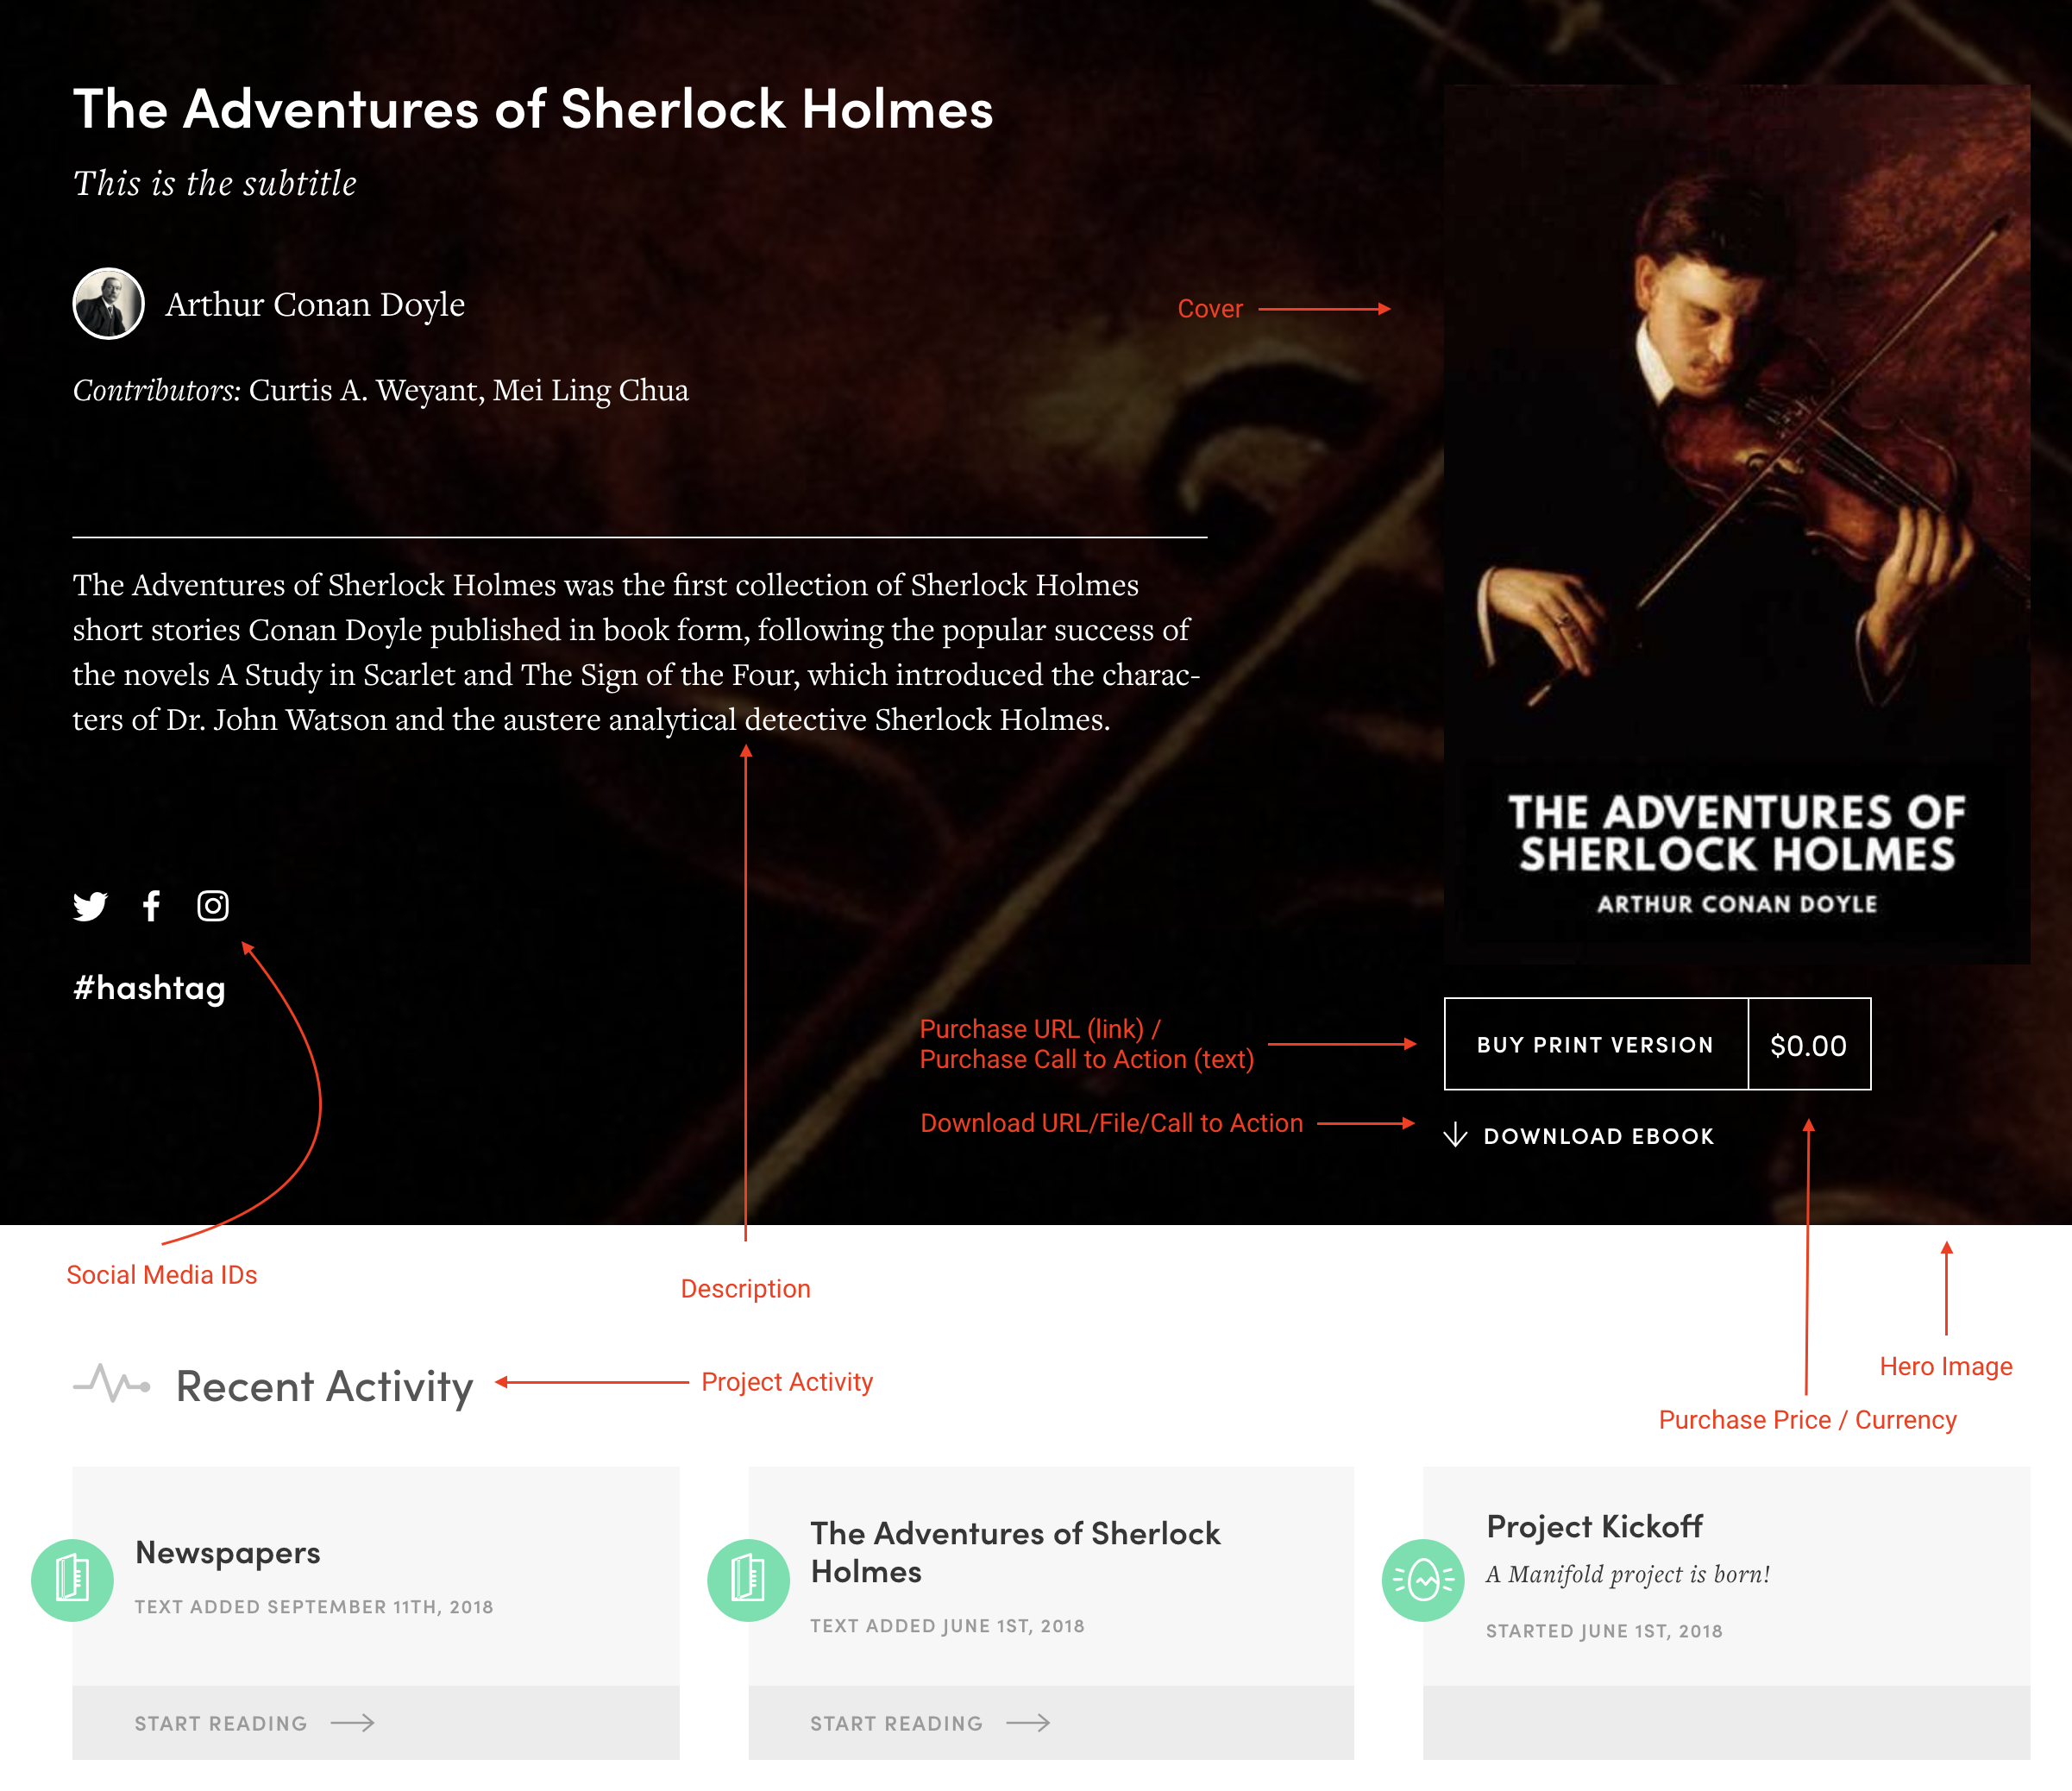 The Adventures of Sherlock Holmes
This is the subtitle
Arthur Conan Doyle
Contributors: Curtis A. Weyant, Mei Ling Chua
Cover
The Adventures of Sherlock Holmes was the first collection of Sherlock Holmes
short stories Conan Doyle published in book form, following the popular success of
the novels A Study in Scarlet and The Sign of the Four, which introduced the charac-
ters of Dr. John Watson and the austere analytical detective Sherlock Holmes.
THE ADVENTURES OF
SHERLOCK HOLMES
ARTHUR CONAN DOYLE
#hashtag
Purchase URL (link) /
Purchase Call to Action (text)
BUY PRINT VERSION
$0.00
Download URL/File/Call to Action
DOWNLOAD EBOOK
Social Media IDs
Description
Hero Image
Recent Activity
Project Activity
Purchase Price / Currency
Newspapers
TEXT ADDED SEPTEMBER 11TH, 2018
START READING
The Adventures of Sherlock
Holmes
TEXT ADDED JUNE 1ST, 2018
START READING
Project Kickoff
A Manifold project is born!
STARTED JUNE 1ST, 2018